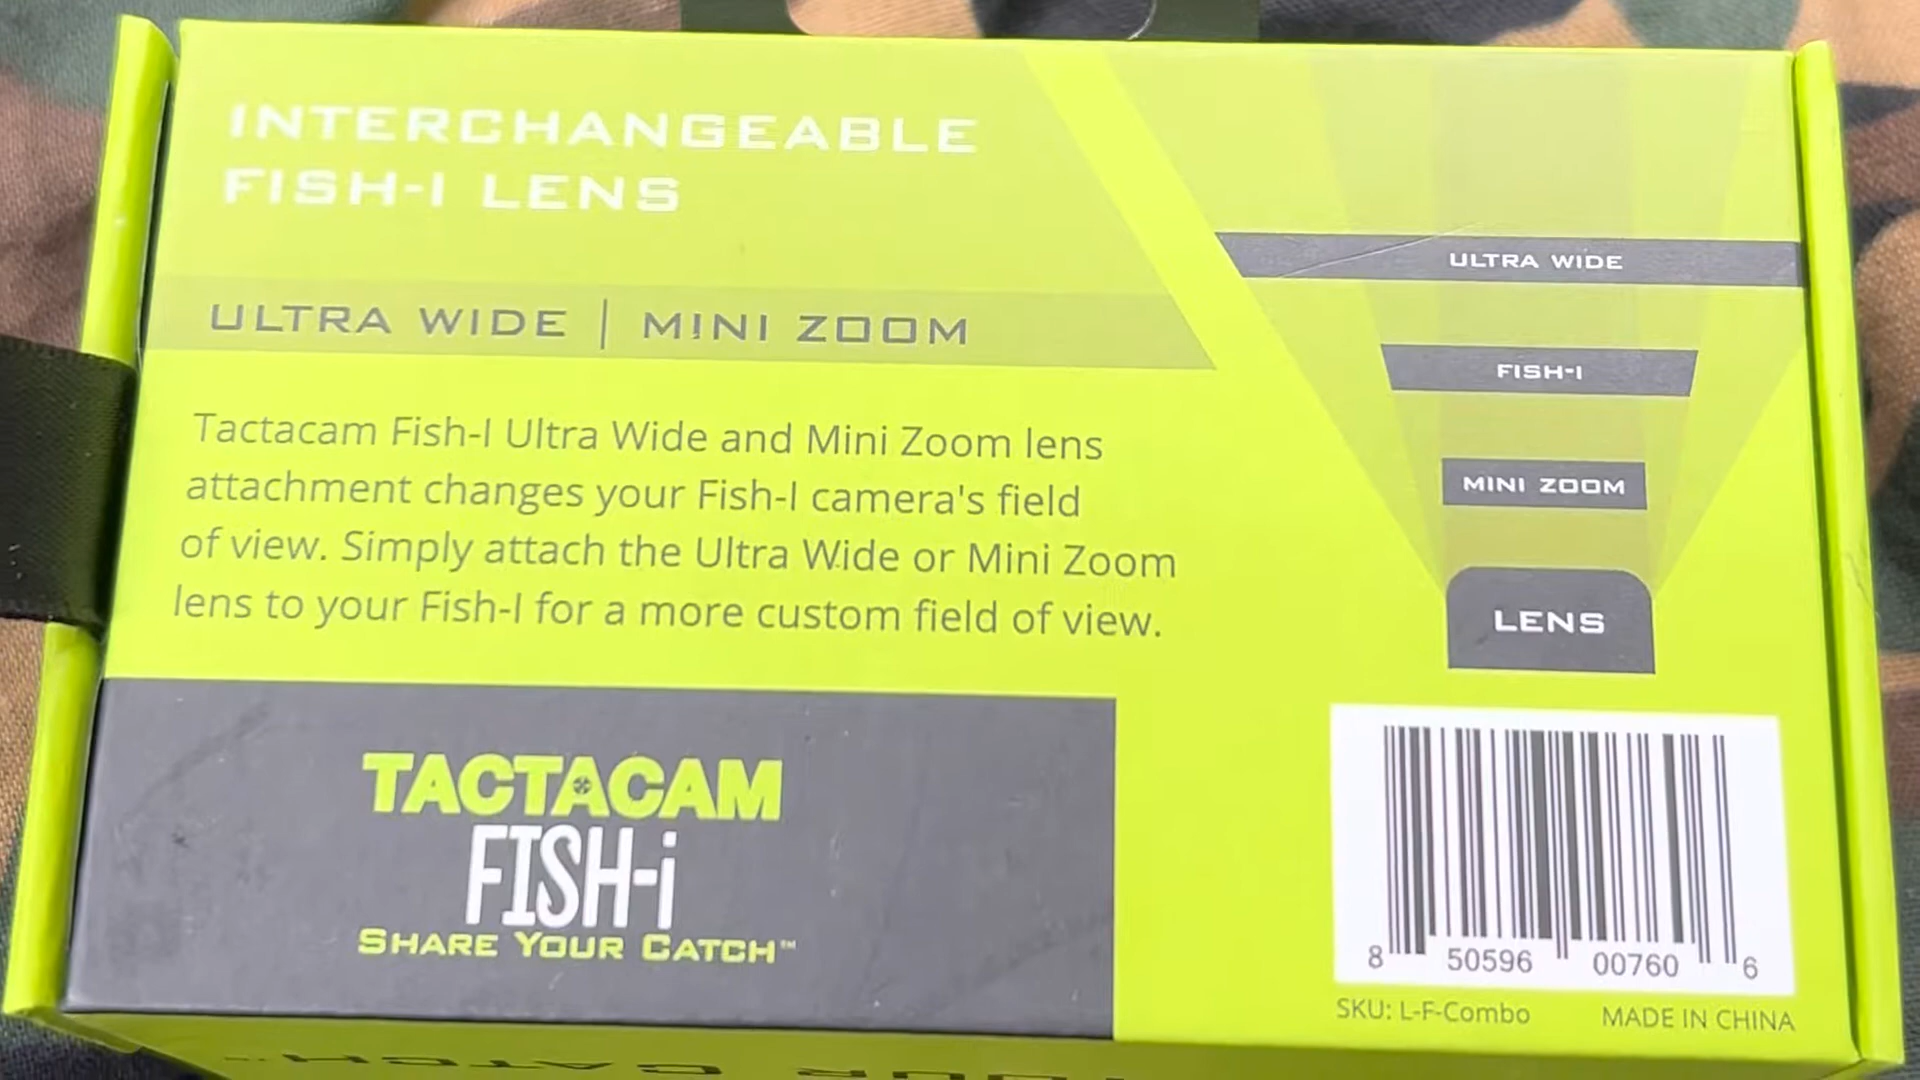 INTERCHANGEABLE
FISH-I LENS
ULTRA WIDE | MINI ZOOM
Tactacam Fish-I Ultra Wide and Mini Zoom lens
attachment changes your Fish-I camera's field
of view. Simply attach the Ultra Wide or Mini Zoom
lens to your Fish-I for a more custom field of view.
ULTRA WIDE
FISH-I
MINI ZOOM
LENS
TACTACAM
FISH-i
SHARE YOUR CATCH™
8 50596 00760 6
SKU: L-F-Combo MADE IN CHINA